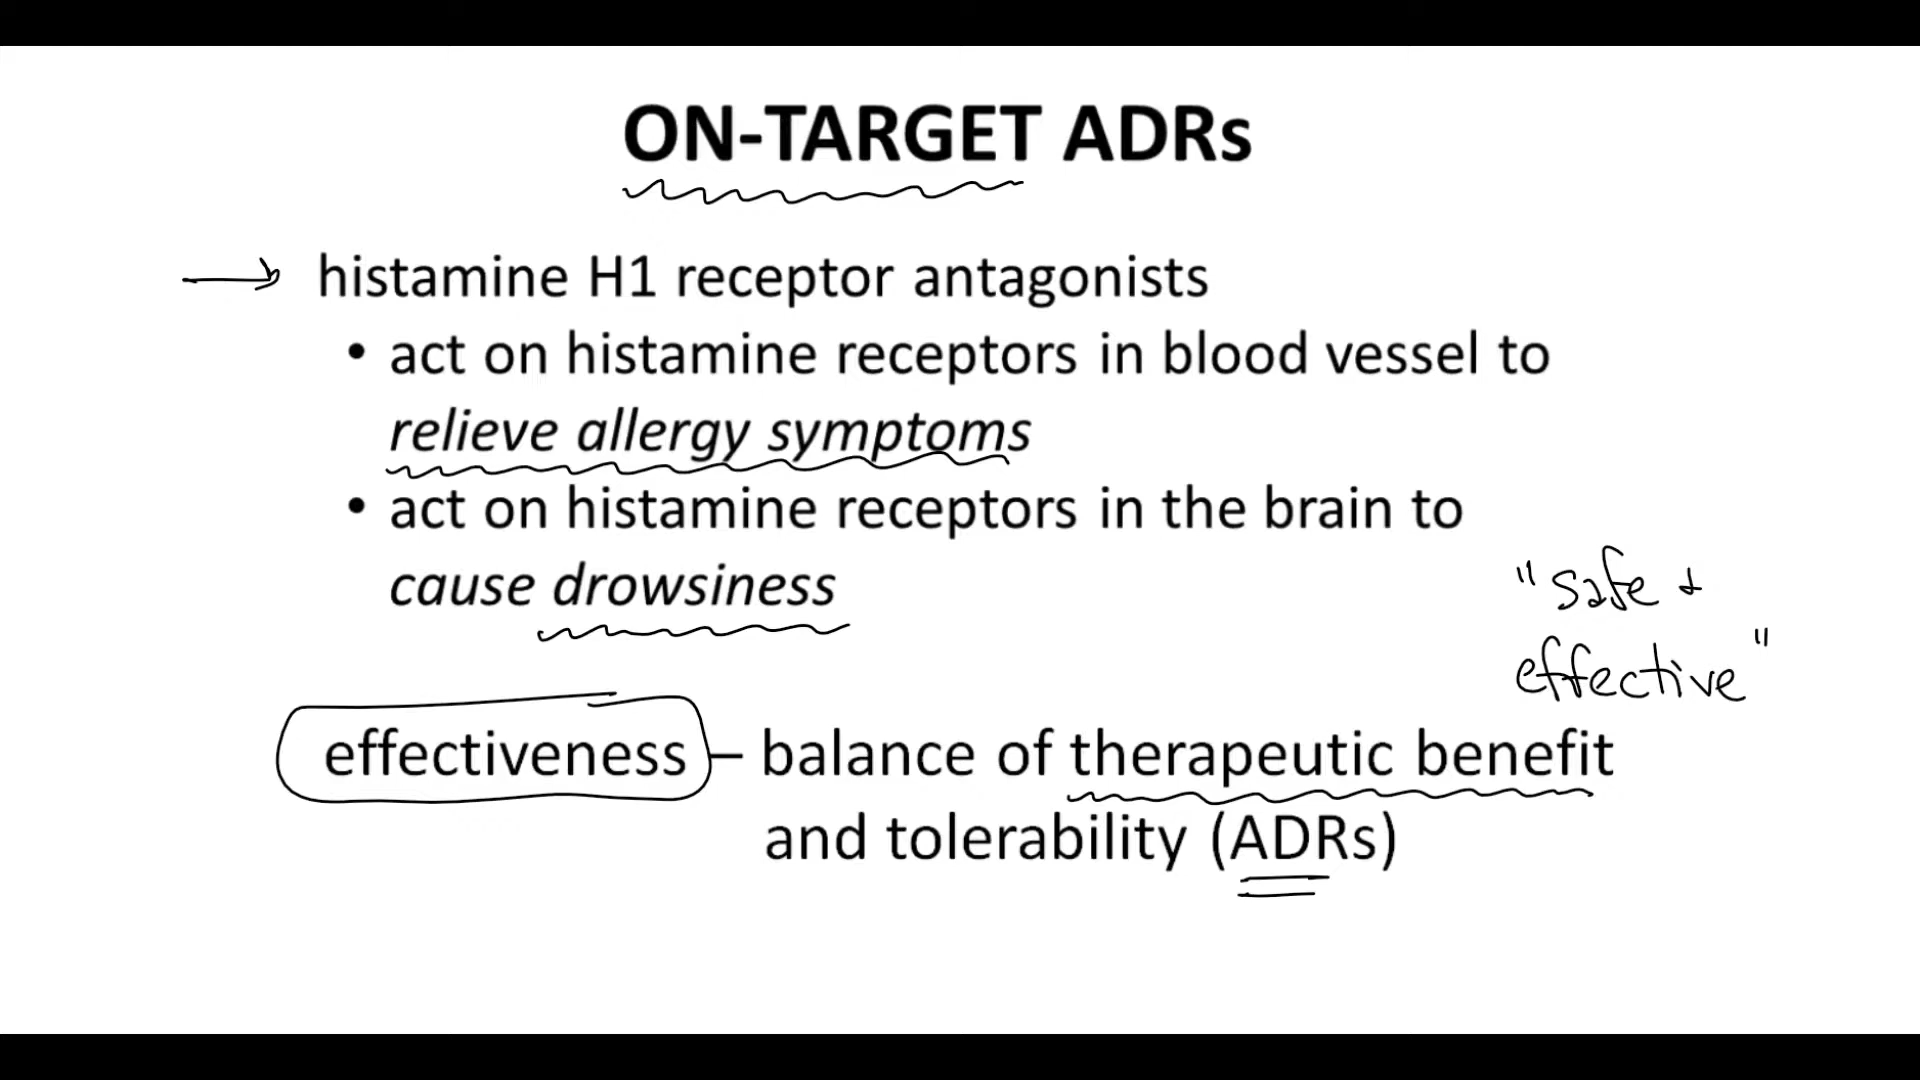 ON-TARGET ADRs
histamine H1 receptor antagonists
• act on histamine receptors in blood vessel to
relieve allergy symptoms
• act on histamine receptors in the brain to
cause drowsiness
"safe +
effective"
effectiveness – balance of therapeutic benefit
and tolerability (ADRs)